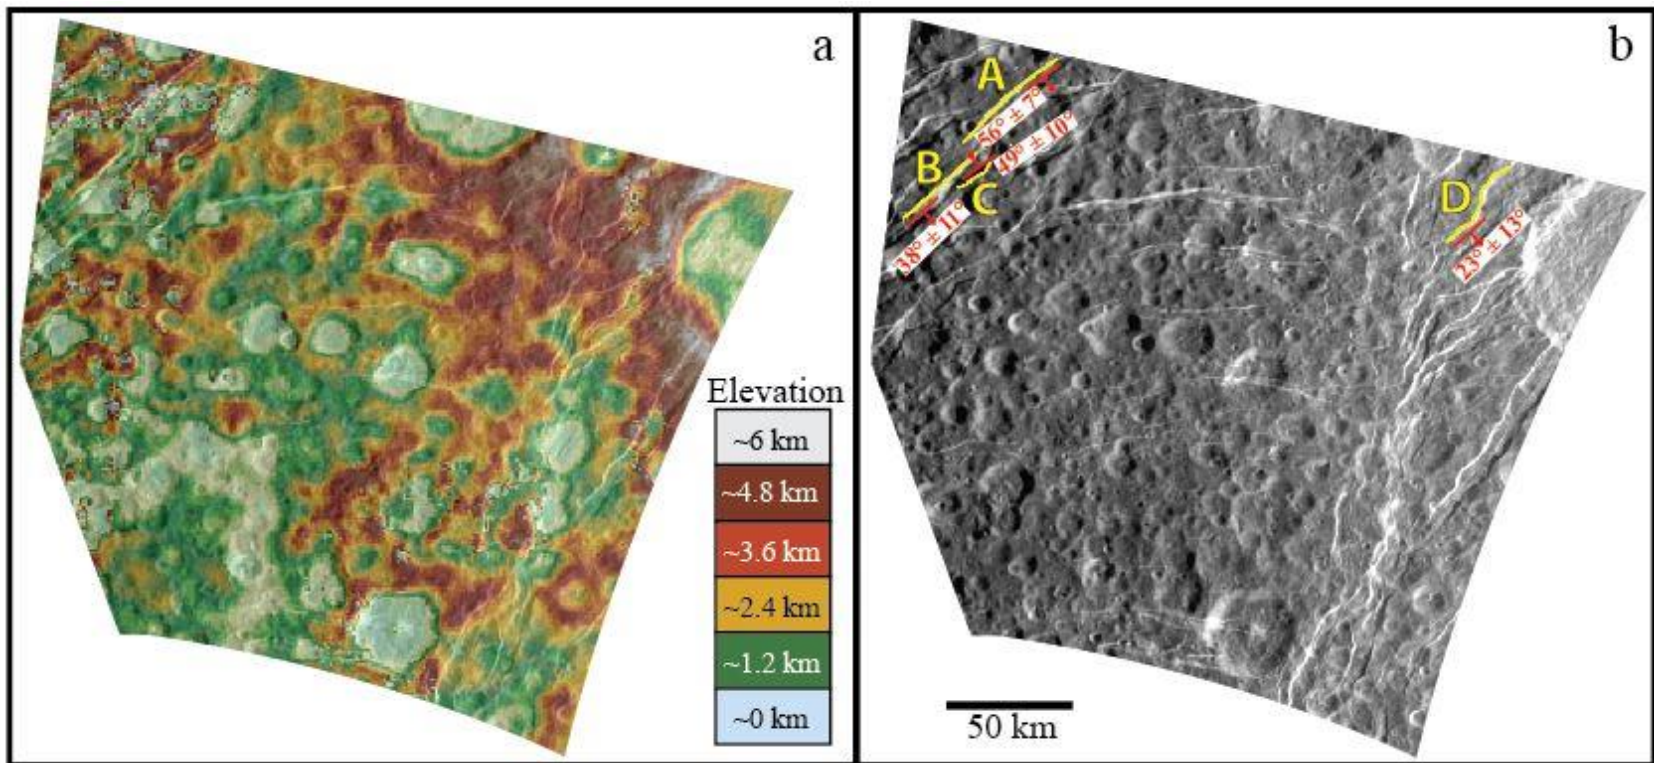 a
Elevation
~6 km
~4.8 km
~3.6 km
~2.4 km
~1.2 km
~0 km
b
A
56° ± 7°
49° ± 10°
B
C
38° ± 11°
D
23° ± 13°
50 km